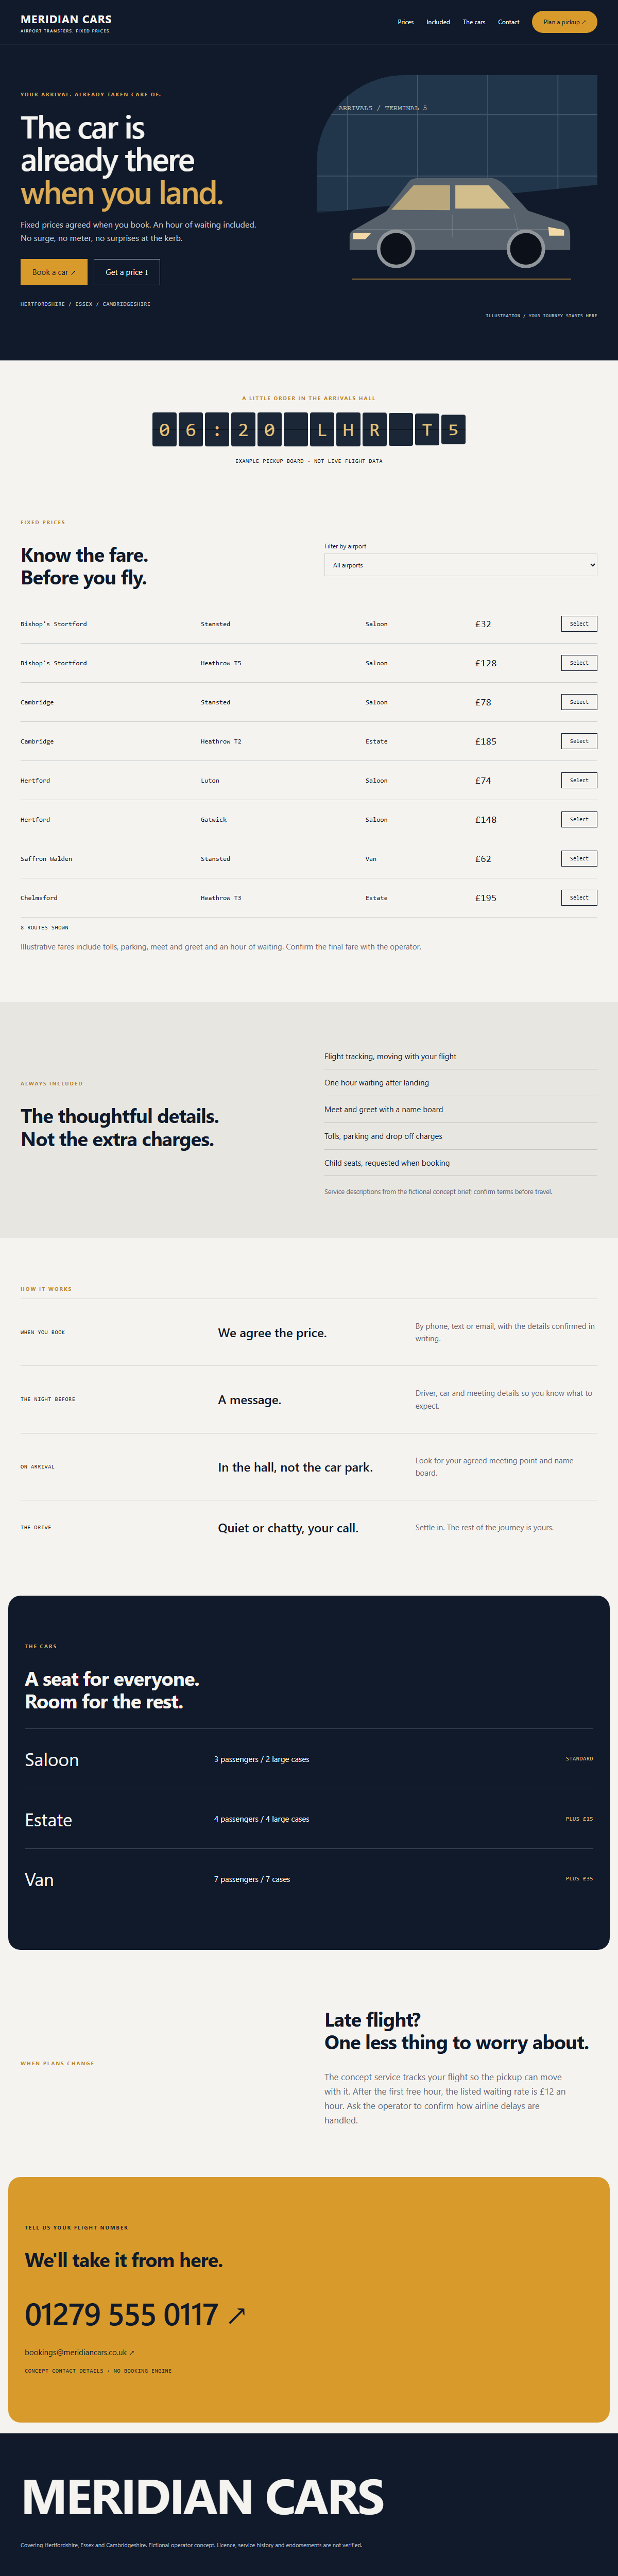 MERIDIAN CARS
AIRPORT TRANSFERS. FIXED PRICES.
Prices
Included
The cars
Contact
Plan a pickup ↗
YOUR ARRIVAL. ALREADY TAKEN CARE OF.
The car is
already there
when you land.
Fixed prices agreed when you book. An hour of waiting included.
No surge, no meter, no surprises at the kerb.
Book a car ↗
Get a price ↓
HERTFORDSHIRE / ESSEX / CAMBRIDGESHIRE
ARRIVALS / TERMINAL 5
ILLUSTRATION / YOUR JOURNEY STARTS HERE
A LITTLE ORDER IN THE ARRIVALS HALL
06:20 LHR T5
EXAMPLE PICKUP BOARD - NOT LIVE FLIGHT DATA
FIXED PRICES
Know the fare.
Before you fly.
Filter by airport
All airports
Bishop's Stortford Stansted Saloon £32 Select
Bishop's Stortford Heathrow T5 Saloon £128 Select
Cambridge Stansted Saloon £78 Select
Cambridge Heathrow T2 Estate £185 Select
Hertford Luton Saloon £74 Select
Hertford Gatwick Saloon £148 Select
Saffron Walden Stansted Van £62 Select
Chelmsford Heathrow T3 Estate £195 Select
8 ROUTES SHOWN
Illustrative fares include tolls, parking, meet and greet and an hour of waiting. Confirm the final fare with the operator.
ALWAYS INCLUDED
The thoughtful details.
Not the extra charges.
Flight tracking, moving with your flight
One hour waiting after landing
Meet and greet with a name board
Tolls, parking and drop off charges
Child seats, requested when booking
Service descriptions from the fictional concept brief; confirm terms before travel.
HOW IT WORKS
WHEN YOU BOOK
We agree the price.
By phone, text or email, with the details confirmed in
writing.
THE NIGHT BEFORE
A message.
Driver, car and meeting details so you know what to
expect.
ON ARRIVAL
In the hall, not the car park.
Look for your agreed meeting point and name
board.
THE DRIVE
Quiet or chatty, your call.
Settle in. The rest of the journey is yours.
THE CARS
A seat for everyone.
Room for the rest.
Saloon 3 passengers / 2 large cases STANDARD
Estate 4 passengers / 4 large cases PLUS £15
Van 7 passengers / 7 cases PLUS £35
WHEN PLANS CHANGE
Late flight?
One less thing to worry about.
The concept service tracks your flight so the pickup can move
with it. After the first free hour, the listed waiting rate is £12 an
hour. Ask the operator to confirm how airline delays are
handled.
TELL US YOUR FLIGHT NUMBER
We'll take it from here.
01279 555 0117 ↗
bookings@meridiancars.co.uk ↗
CONCEPT CONTACT DETAILS - NO BOOKING ENGINE
MERIDIAN CARS
Covering Hertfordshire, Essex and Cambridgeshire. Fictional operator concept. Licence, service history and endorsements are not verified.